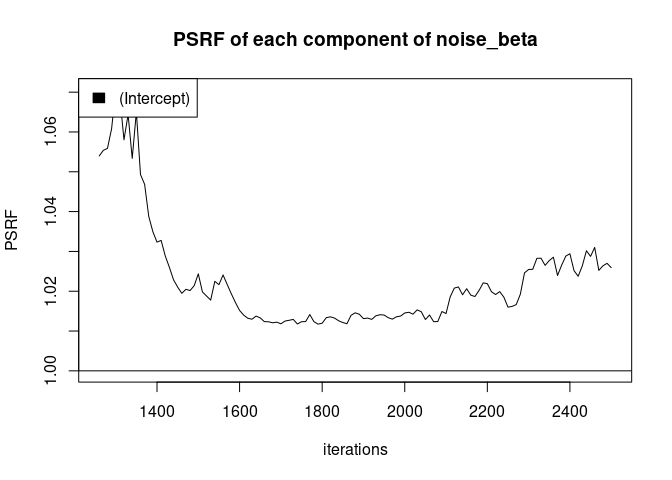 PSRF of each component of noise_beta
(Intercept)
PSRF
1.06
1.04
1.02
1.00
1400 1600 1800 2000 2200 2400
iterations